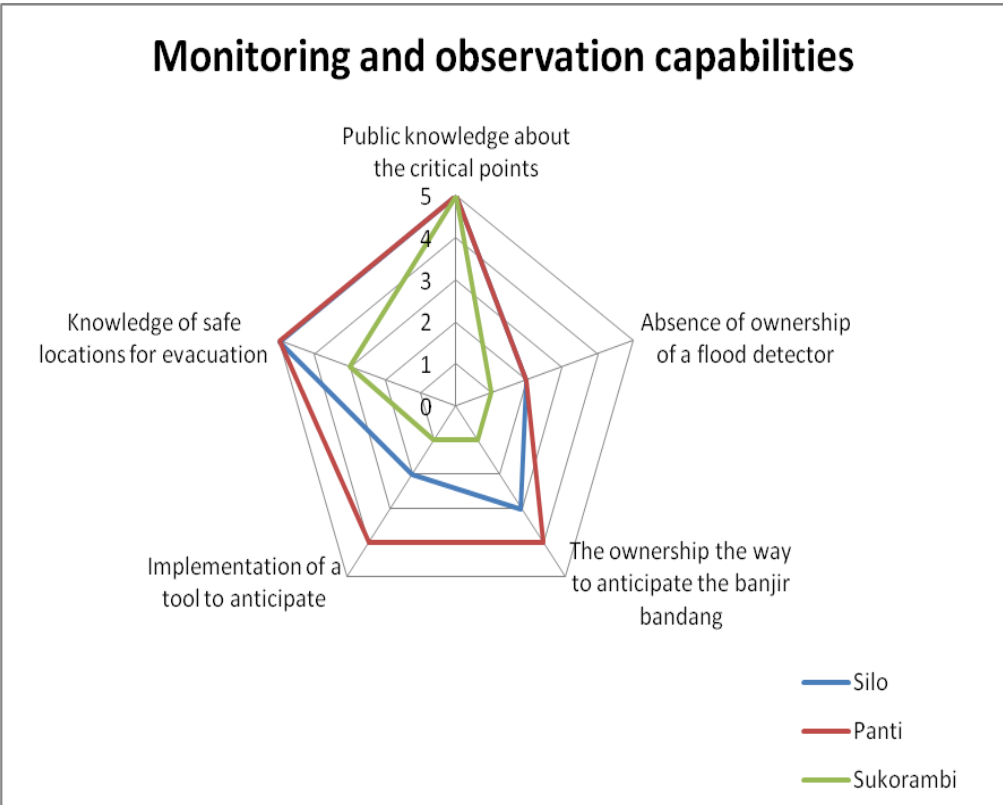 Monitoring and observation capabilities
Public knowledge about
the critical points
5
4
3
2
1
0
Absence of ownership
of a flood detector
The ownership the way
to anticipate the banjir
bandang
Implementation of a
tool to anticipate
Knowledge of safe
locations for evacuation
Silo
Panti
Sukorambi